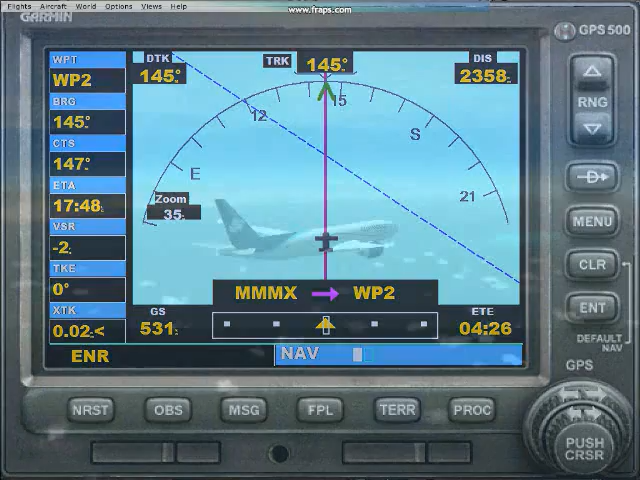 Flights Aircraft World Options Views Help
www.fraps.com
GARMIN
GPS 500
WPT
WP2
BRG
145°
CTS
147°
ETA
17:48
VSR
-2
TKE
0°
XTK
0.02 <
DTK
145°
TRK
145°
DIS
2358
E
12
15
S
21
Zoom
35
MMMX → WP2
GS
531
ETE
04:26
ENR
NAV
RNG
D
MENU
CLR
ENT
DEFAULT
NAV
GPS
PUSH
CRSR
NRST
OBS
MSG
FPL
TERR
PROC